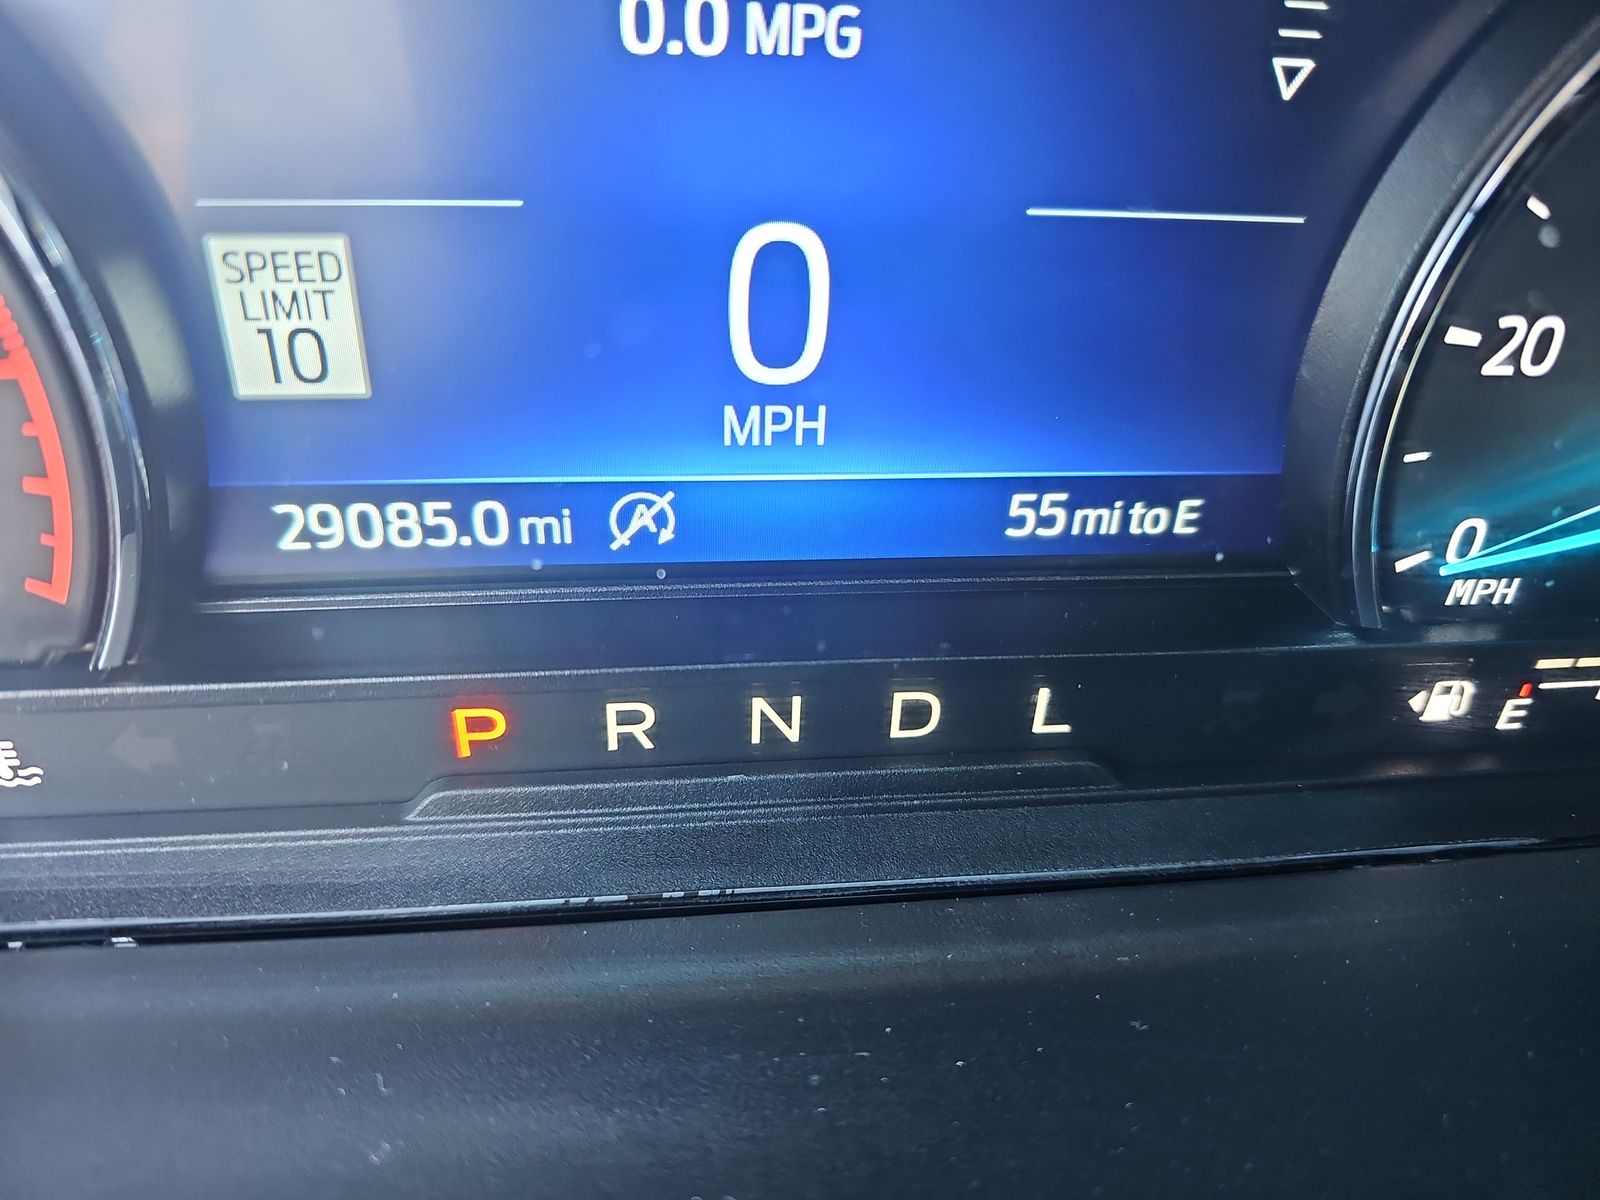 0.0 MPG
SPEED
LIMIT
10
0
MPH
29085.0 mi
A
55 mi to E
20
0
MPH
P R N D L
E